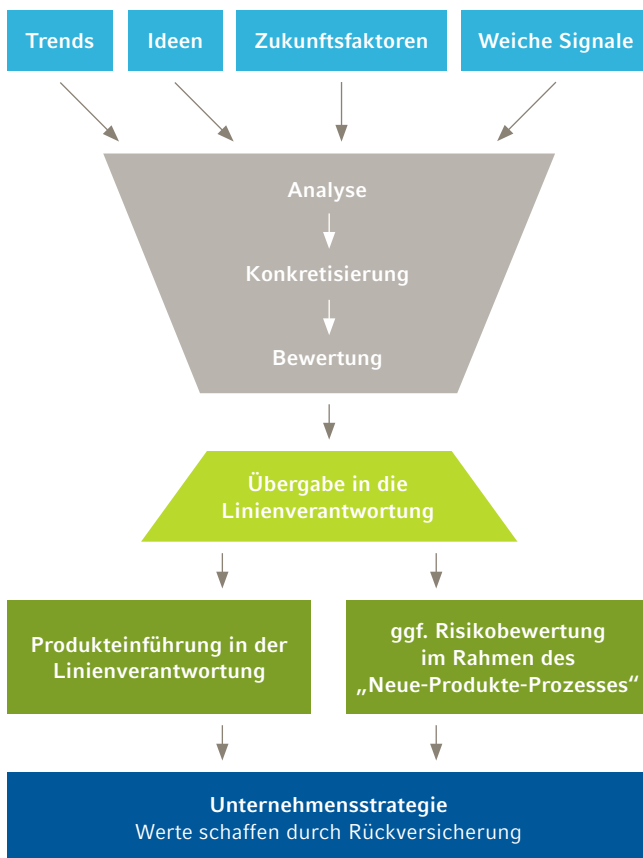 Trends
Ideen
Zukunftsfaktoren
Weiche Signale
Analyse
Konkretisierung
Bewertung
Übergabe in die
Linienverantwortung
Produkteinführung in der
Linienverantwortung
ggf. Risikobewertung
im Rahmen des
„Neue-Produkte-Prozesses“
Unternehmensstrategie
Werte schaffen durch Rückversicherung